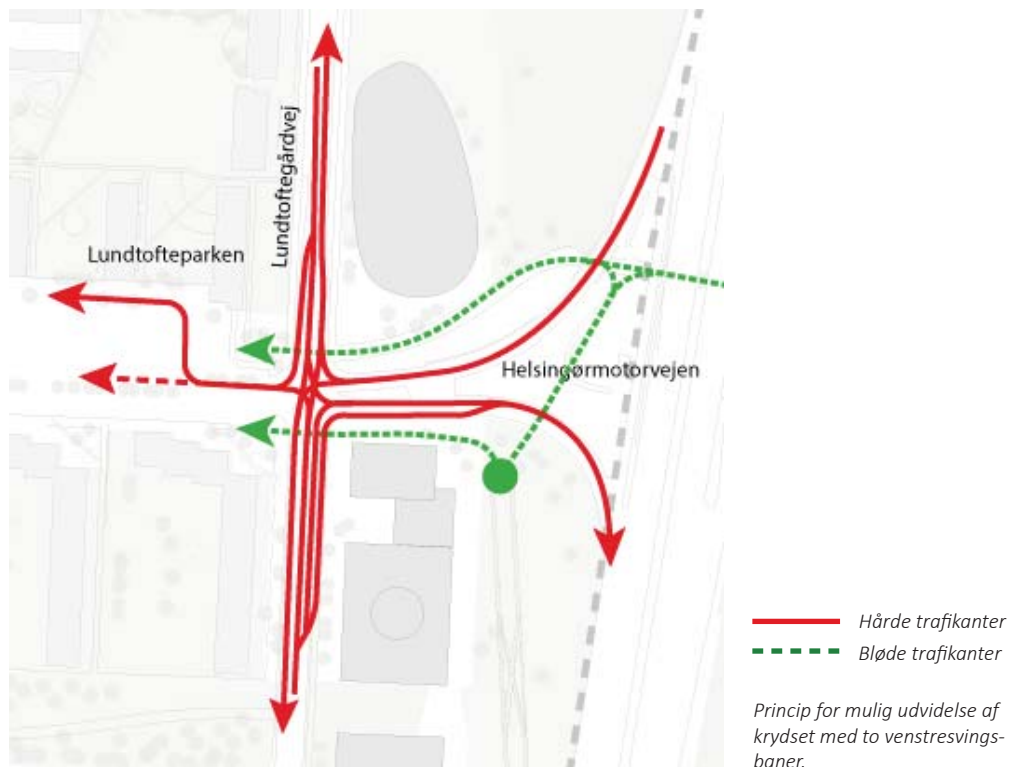 Lundtoftegårdvej
Lundtofteparken
Helsingørmotorvejen
Hårde trafikanter
Bløde trafikanter
Princip for mulig udvidelse af
krydset med to venstresvings-
baner.